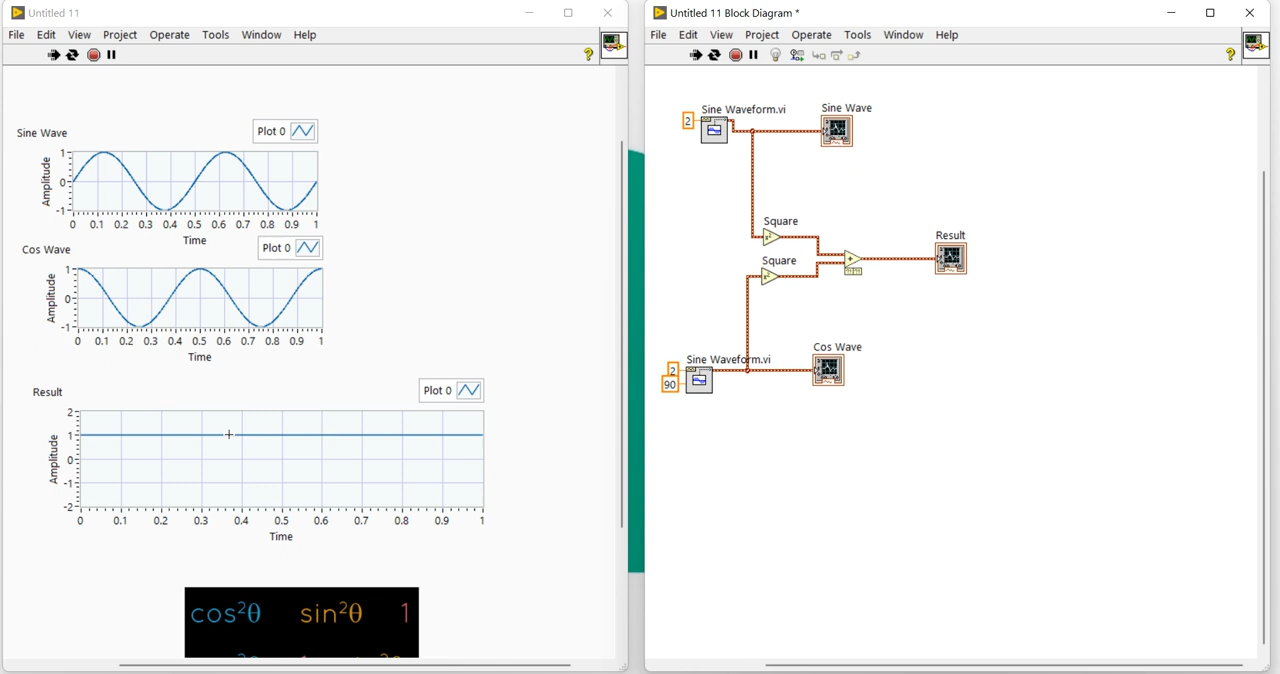 Untitled 11
File Edit View Project Operate Tools Window Help
Sine Wave
Plot 0
Amplitude
1
0
-1
0 0.1 0.2 0.3 0.4 0.5 0.6 0.7 0.8 0.9 1
Time
Cos Wave
Plot 0
Amplitude
1
0
-1
0 0.1 0.2 0.3 0.4 0.5 0.6 0.7 0.8 0.9 1
Time
Result
Plot 0
Amplitude
2
1
0
-1
-2
0 0.1 0.2 0.3 0.4 0.5 0.6 0.7 0.8 0.9 1
Time
cos²θ sin²θ 1
Untitled 11 Block Diagram *
File Edit View Project Operate Tools Window Help
Sine Waveform.vi
2
Sine Wave
Square
x²
Square
x²
+
Result
Sine Waveform.vi
2
90
Cos Wave